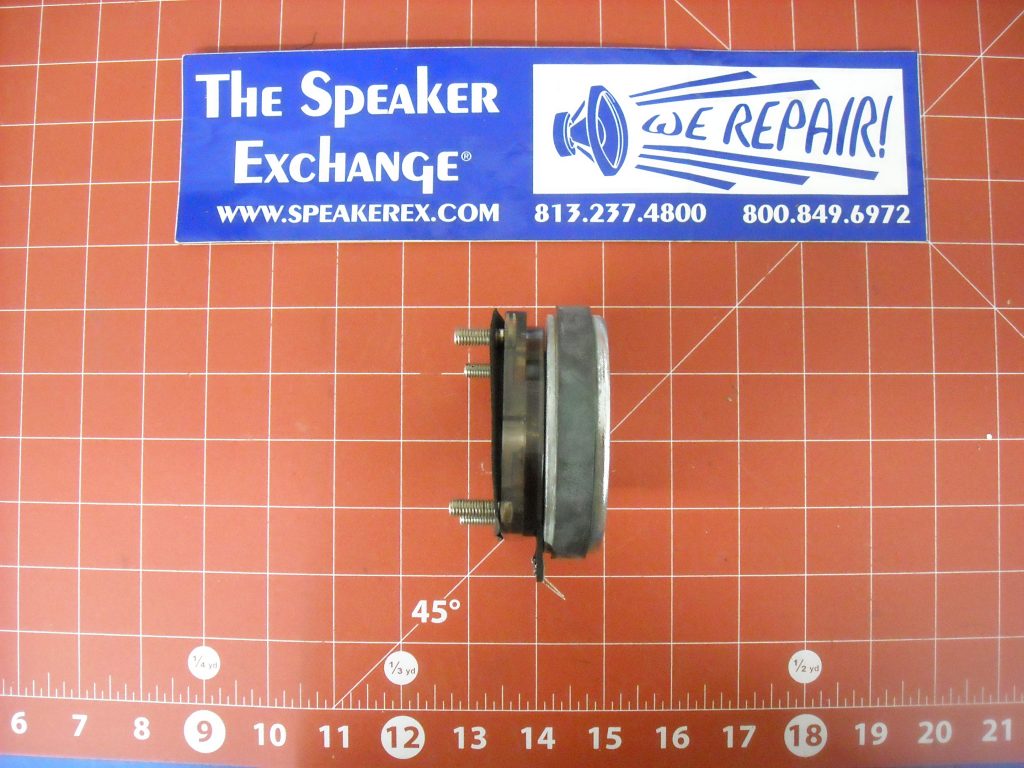 The Speaker
Exchange®
WE REPAIR!
www.speakerex.com 813.237.4800 800.849.6972
45°
1/4 yd 1/3 yd 1/2 yd
6 7 8 9 10 11 12 13 14 15 16 17 18 19 20 21